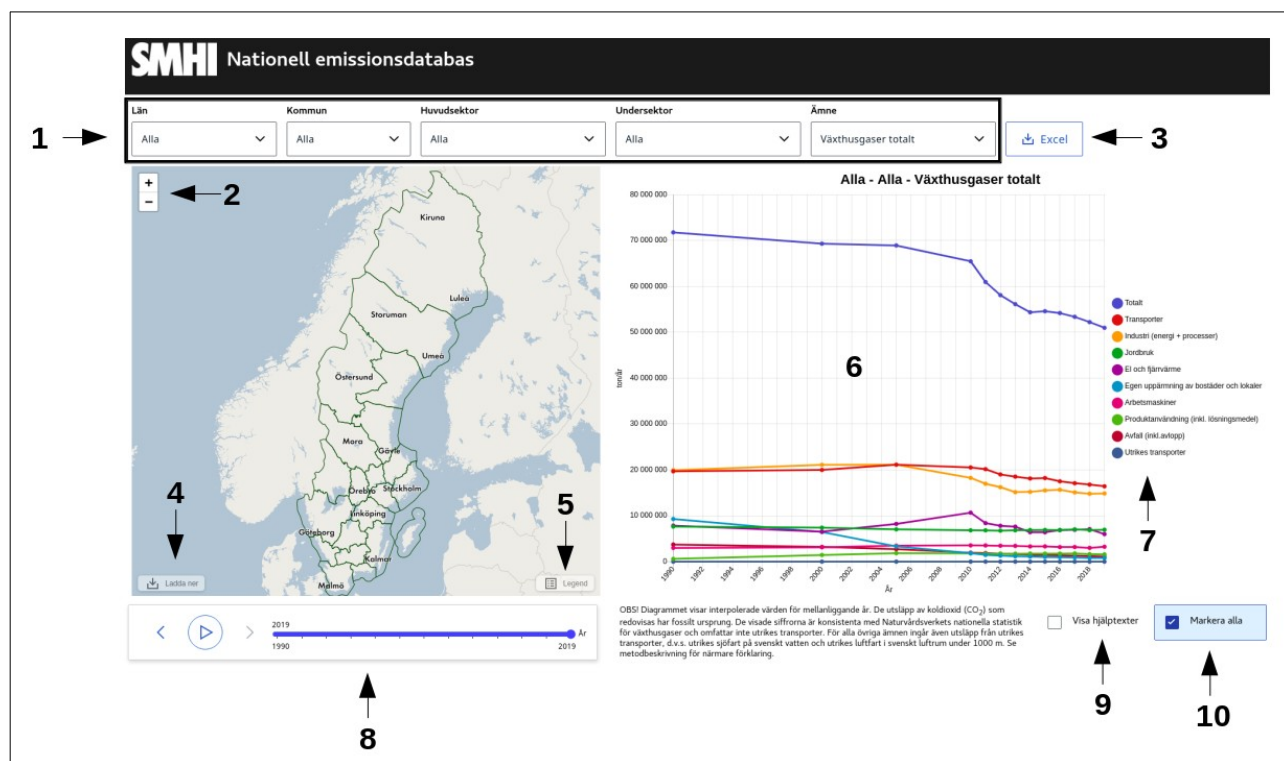 SMHI Nationell emissionsdatabas
Län Kommun Huvudsektor Undersektor Ämne
1 Alla Alla Alla Alla Växthusgaser totalt Excel 3
+
−
2
Kiruna
Luleå
Storuman
Umeå
Östersund
Mora
Gävle
Örebro Stockholm
Linköping
Göteborg
Kalmar
Malmö
4
5
Ladda ner
Legend
Alla - Alla - Växthusgaser totalt
80 000 000
70 000 000
60 000 000
50 000 000
40 000 000
30 000 000
20 000 000
10 000 000
0
ton/år
6
1990 1992 1994 1996 1998 2000 2002 2004 2006 2008 2010 2012 2014 2016 2018
År
Totalt
Transporter
Industri (energi + processer)
Jordbruk
El och fjärrvärme
Egen uppärmning av bostäder och lokaler
Arbetsmaskiner
Produktanvändning (inkl. lösningsmedel)
Avfall (inkl.avlopp)
Utrikes transporter
7
2019
År
1990 2019
8
OBS! Diagrammet visar interpolerade värden för mellanliggande år. De utsläpp av koldioxid (CO₂) som
redovisas har fossilt ursprung. De visade siffrorna är konsistenta med Naturvårdsverkets nationella statistik
för växthusgaser och omfattar inte utrikes transporter. För alla övriga ämnen ingår även utsläpp från utrikes
transporter, d.v.s. utrikes sjöfart på svenskt vatten och utrikes luftfart i svenskt luftrum under 1000 m. Se
metodbeskrivning för närmare förklaring.
Visa hjälptexter
Markera alla
9
10